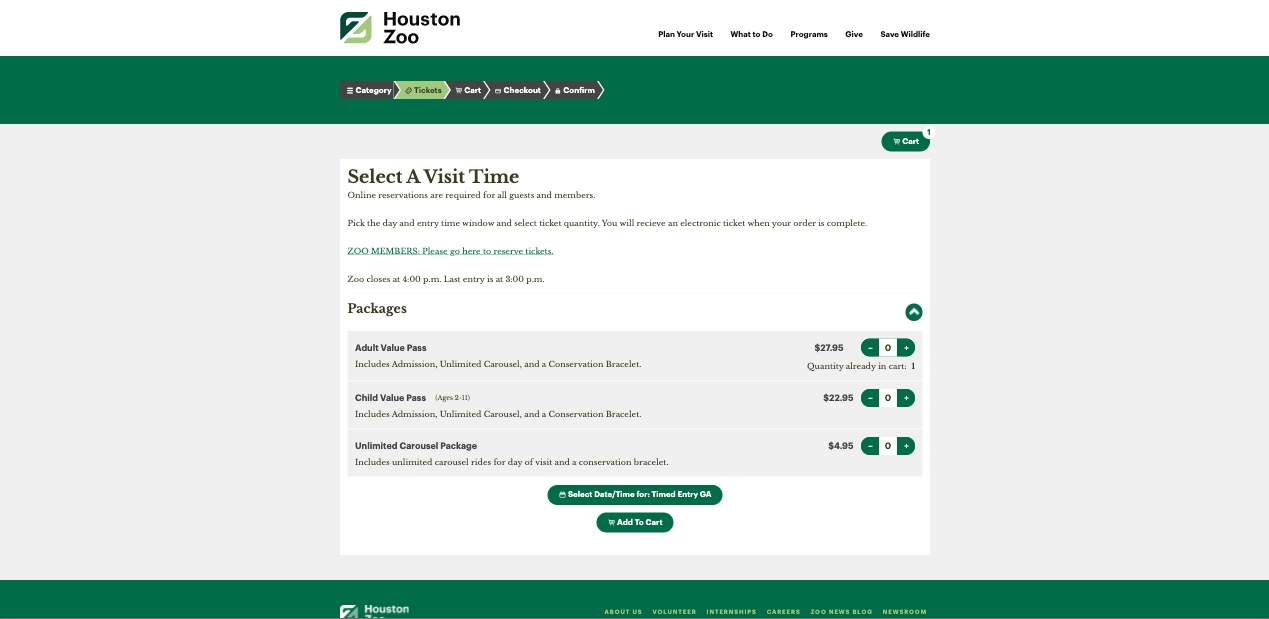 Houston
Zoo
Plan Your Visit What to Do Programs Give Save Wildlife
Category Tickets Cart Checkout Confirm
1
Cart
Select A Visit Time
Online reservations are required for all guests and members.
Pick the day and entry time window and select ticket quantity. You will recieve an electronic ticket when your order is complete.
ZOO MEMBERS: Please go here to reserve tickets.
Zoo closes at 4:00 p.m. Last entry is at 3:00 p.m.
Packages
Adult Value Pass $27.95 - 0 +
Includes Admission, Unlimited Carousel, and a Conservation Bracelet. Quantity already in cart: 1
Child Value Pass (Ages 2-11) $22.95 - 0 +
Includes Admission, Unlimited Carousel, and a Conservation Bracelet.
Unlimited Carousel Package $4.95 - 0 +
Includes unlimited carousel rides for day of visit and a conservation bracelet.
Select Date/Time for: Timed Entry GA
Add To Cart
Houston
Zoo
ABOUT US VOLUNTEER INTERNSHIPS CAREERS ZOO NEWS BLOG NEWSROOM